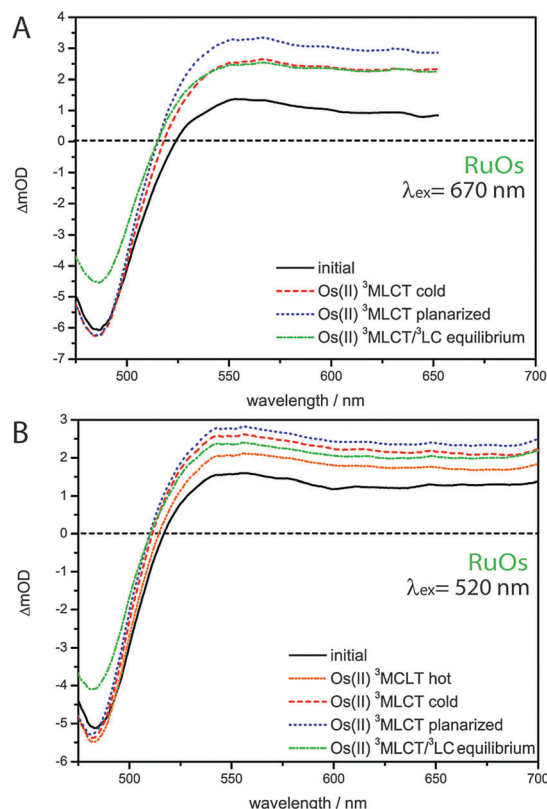 A
4
3
2
1
0
-1
-2
-3
-4
-5
-6
-7
ΔmOD
RuOs
λex= 670 nm
initial
Os(II) ³MLCT cold
Os(II) ³MLCT planarized
Os(II) ³MLCT/³LC equilibrium
500 550 600 650 700
wavelength / nm
B
3
2
1
0
-1
-2
-3
-4
-5
-6
ΔmOD
RuOs
λex= 520 nm
initial
Os(II) ³MCLT hot
Os(II) ³MLCT cold
Os(II) ³MLCT planarized
Os(II) ³MLCT/³LC equilibrium
500 550 600 650 700
wavelength / nm